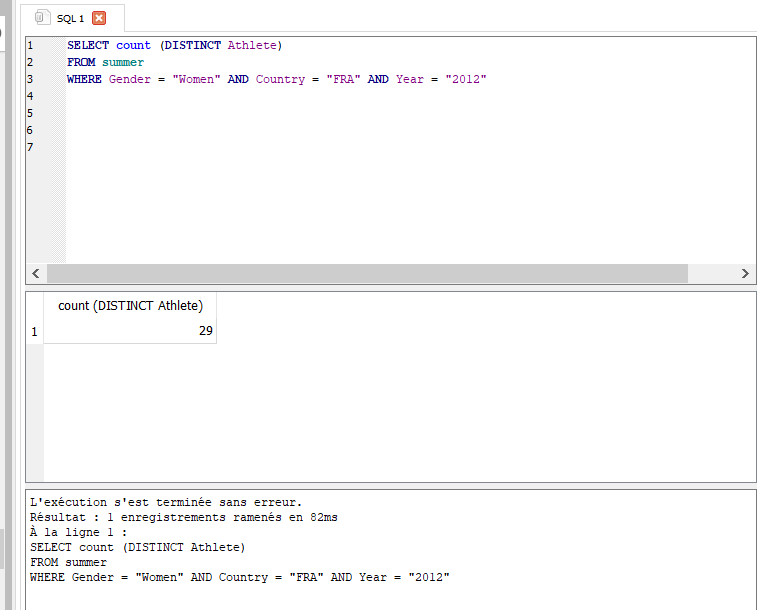 SQL 1
1 SELECT count (DISTINCT Athlete)
2 FROM summer
3 WHERE Gender = "Women" AND Country = "FRA" AND Year = "2012"
4
5
6
7
count (DISTINCT Athlete)
1 29
L'exécution s'est terminée sans erreur.
Résultat : 1 enregistrements ramenés en 82ms
À la ligne 1 :
SELECT count (DISTINCT Athlete)
FROM summer
WHERE Gender = "Women" AND Country = "FRA" AND Year = "2012"